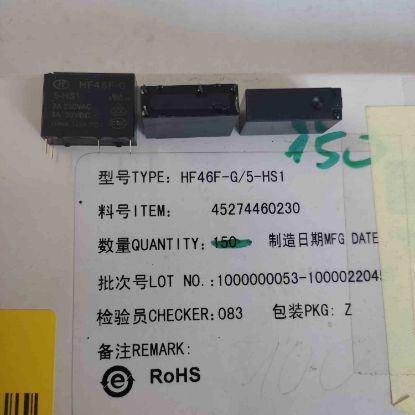 HF46F-G
5-HS1
7A 250VAC
5A 30VDC
150
型号TYPE: HF46F-G/5-HS1
料号ITEM: 45274460230
数量QUANTITY: 150 制造日期MFG DATE
批次号LOT NO.:1000000053-1000022045
检验员CHECKER:083 包装PKG: Z
备注REMARK:
RoHS